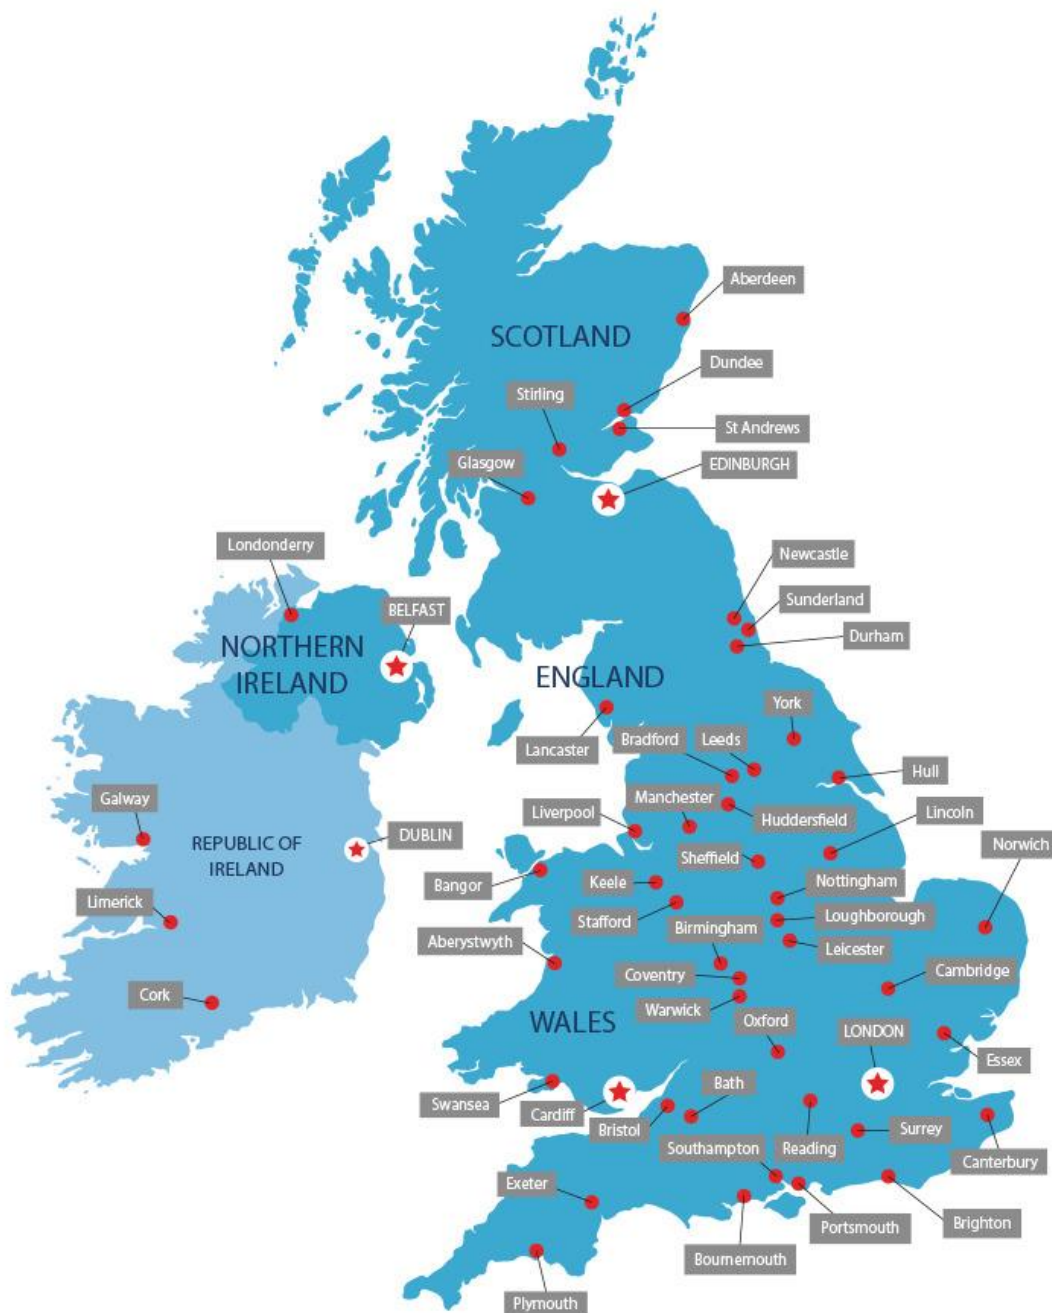 Aberdeen
SCOTLAND
Dundee
Stirling
St Andrews
Glasgow
EDINBURGH
Londonderry
Newcastle
Sunderland
BELFAST
Durham
NORTHERN
IRELAND
ENGLAND
York
Lancaster
Bradford
Leeds
Hull
Galway
Manchester
Liverpool
Huddersfield
Lincoln
DUBLIN
REPUBLIC OF
IRELAND
Norwich
Sheffield
Bangor
Keele
Nottingham
Limerick
Stafford
Loughborough
Birmingham
Aberystwyth
Leicester
Coventry
Cambridge
Cork
Warwick
WALES
Oxford
LONDON
Essex
Bath
Swansea
Cardiff
Bristol
Surrey
Southampton
Reading
Canterbury
Exeter
Portsmouth
Brighton
Bournemouth
Plymouth